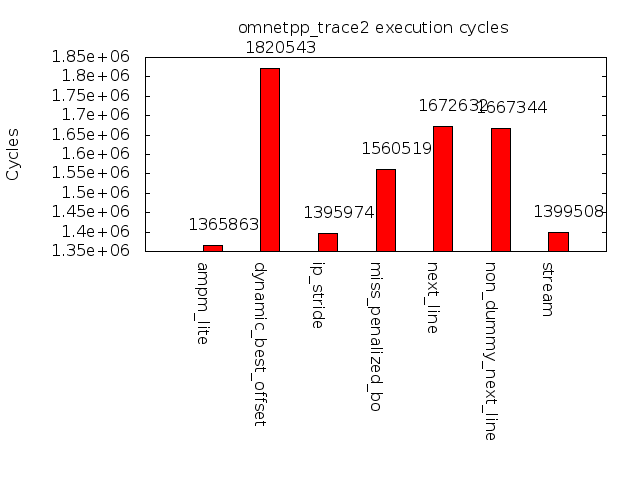 omnetpp_trace2 execution cycles
Cycles
1.85e+06
1.8e+06
1.75e+06
1.7e+06
1.65e+06
1.6e+06
1.55e+06
1.5e+06
1.45e+06
1.4e+06
1.35e+06
1365863
1820543
1395974
1560519
1672632
1667344
1399508
ampm_lite
dynamic_best_offset
ip_stride
miss_penalized_bo
next_line
non_dummy_next_line
stream